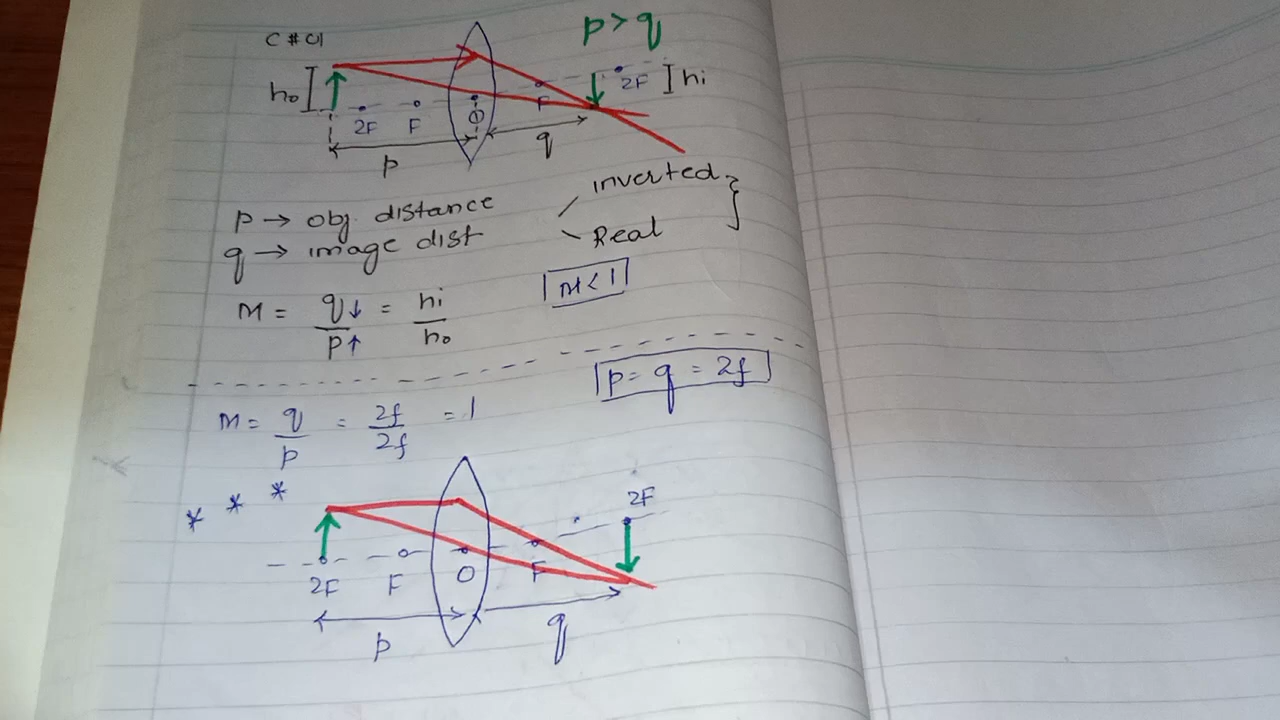 C # 01
p > q
ho
hi
2F F O F 2F
p q
p → obj. distance
q → image dist
inverted
Real
M = q↓ / p↑ = hi / ho
M < 1
p = q = 2f
M = q / p = 2f / 2f = 1
* * *
2F
2F F O F
p q